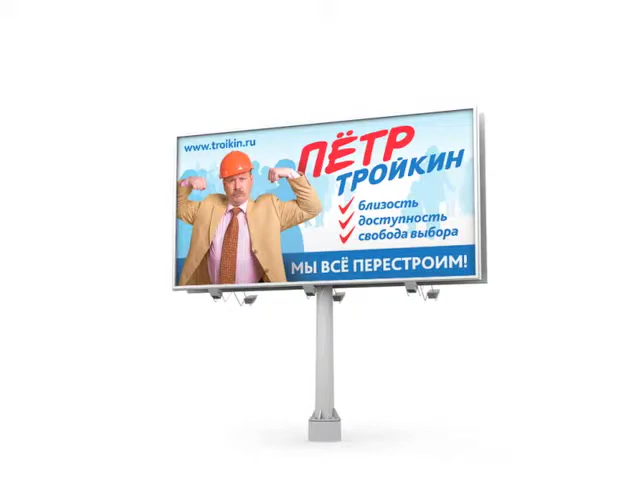 www.troikin.ru
ПЁТР
ТРОЙКИН
близость
доступность
свобода выбора
МЫ ВСЁ ПЕРЕСТРОИМ!